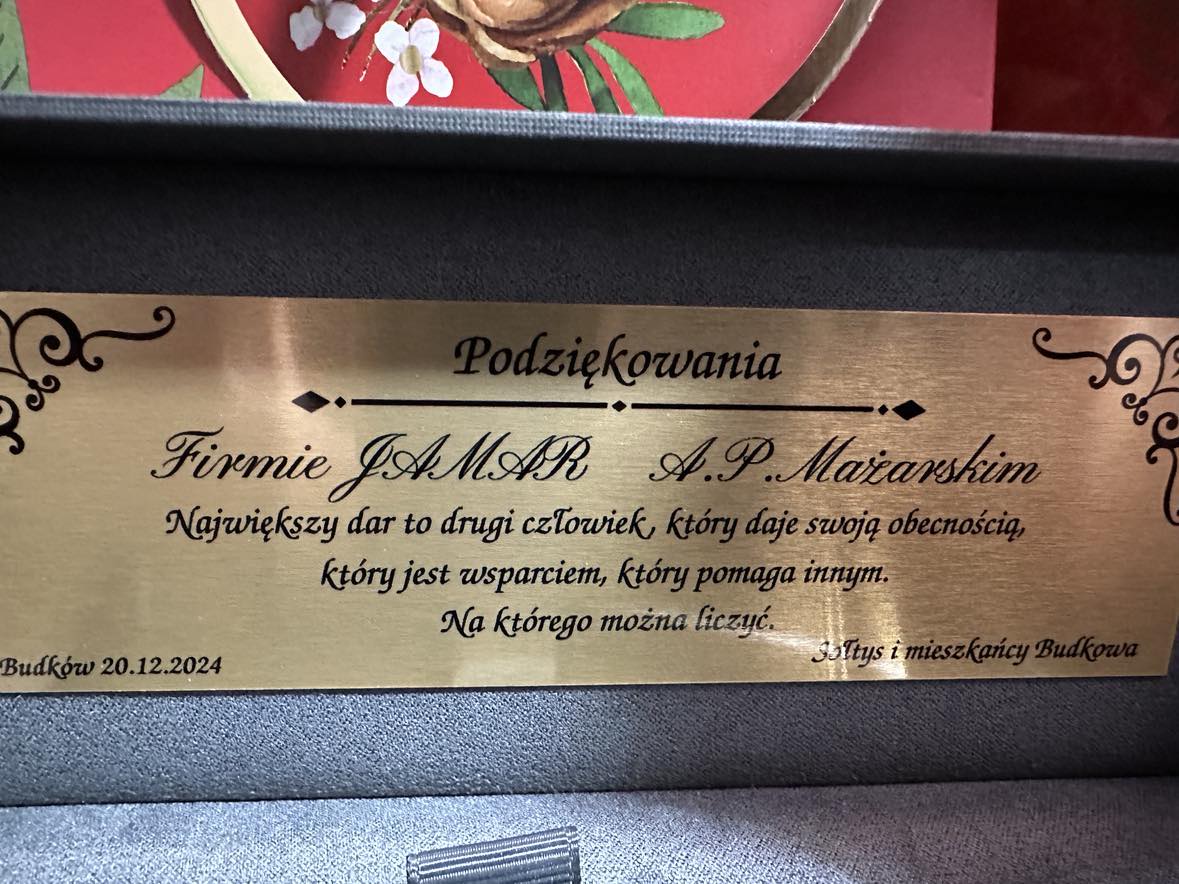 Podziękowania
Firmie JAMAR A.P.Mażarskim
Największy dar to drugi człowiek, który daje swoją obecnością,
który jest wsparciem, który pomaga innym.
Na którego można liczyć.
Budków 20.12.2024
Sołtys i mieszkańcy Budkowa